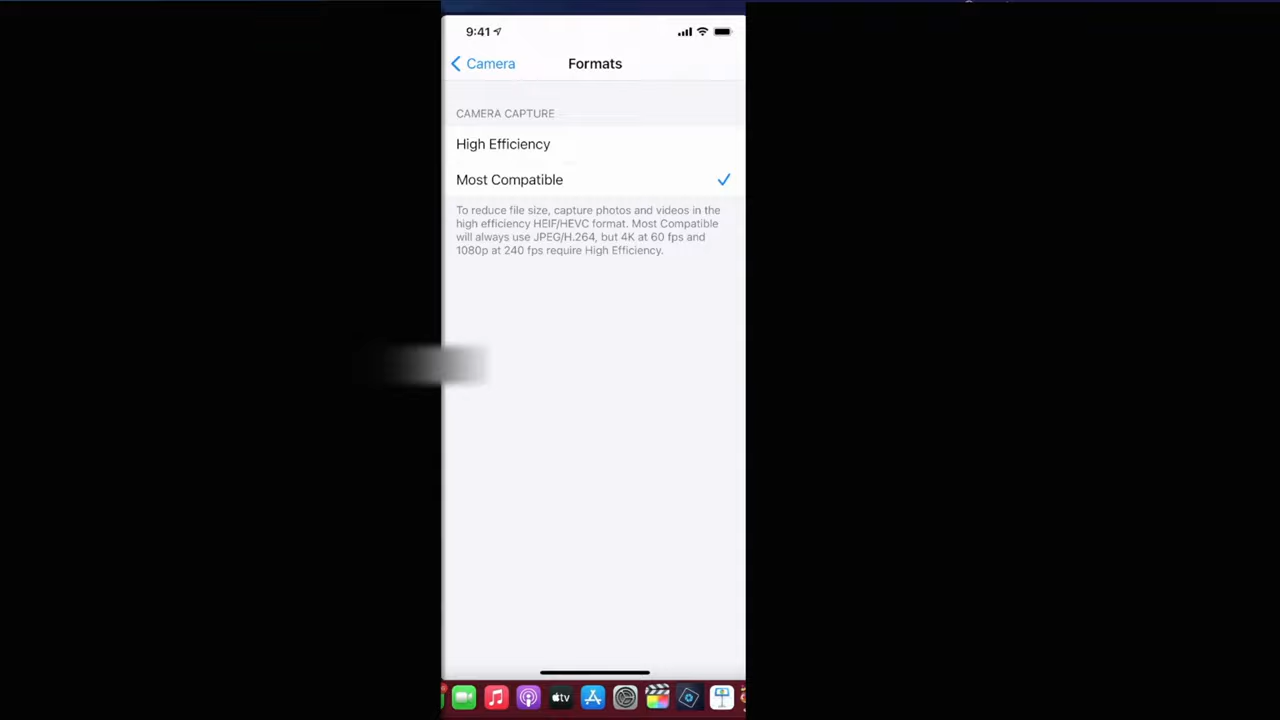 9:41
Camera
Formats
CAMERA CAPTURE
High Efficiency
Most Compatible
To reduce file size, capture photos and videos in the
high efficiency HEIF/HEVC format. Most Compatible
will always use JPEG/H.264, but 4K at 60 fps and
1080p at 240 fps require High Efficiency.
tv